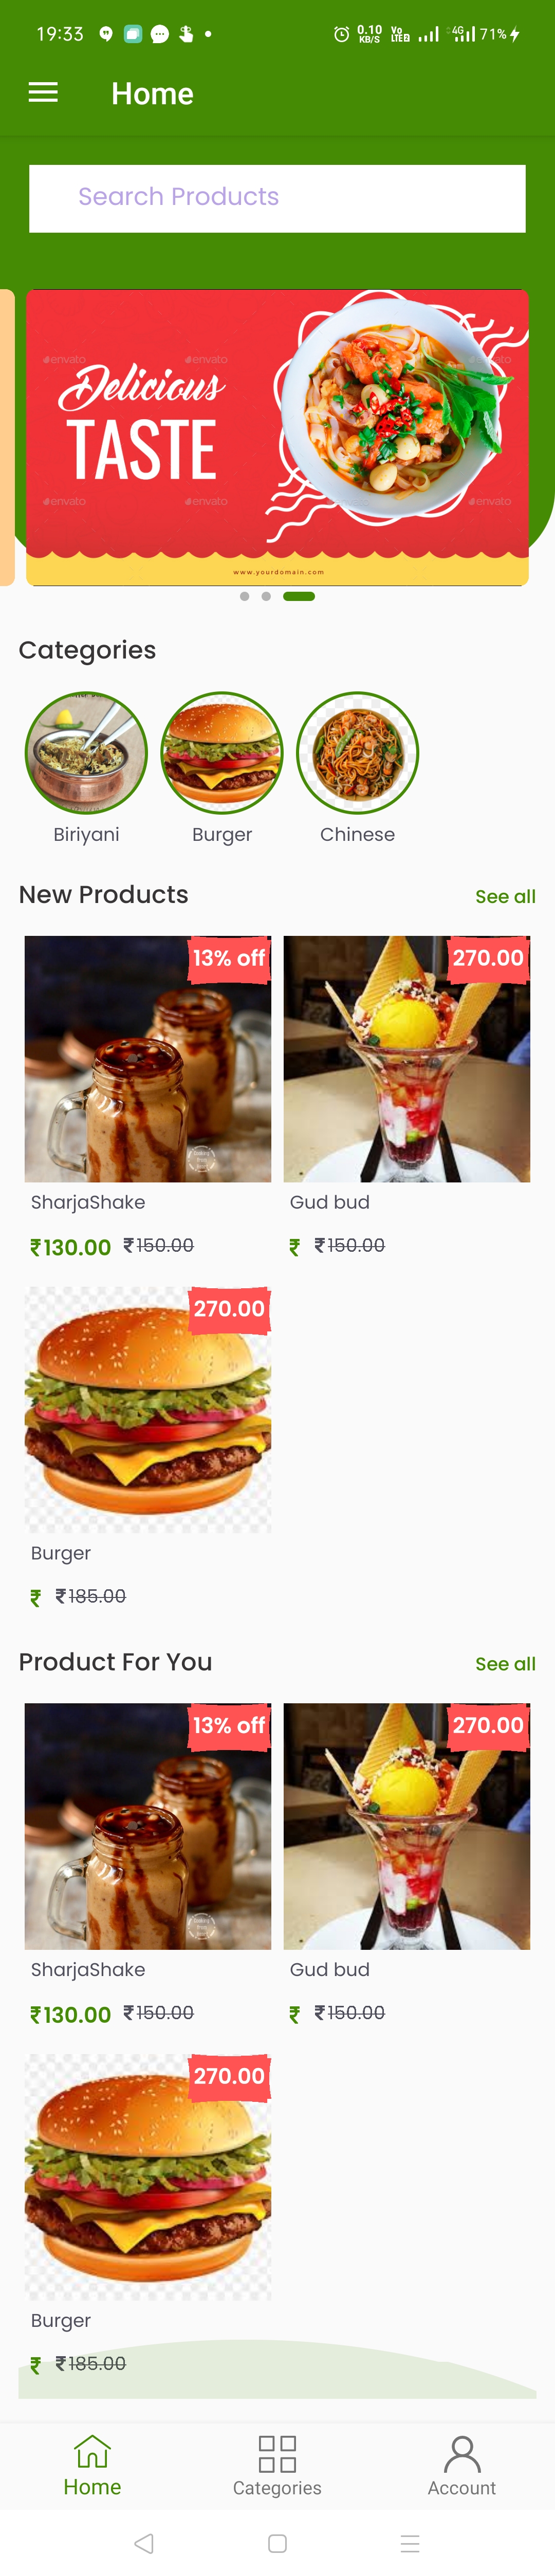 19:33 0.10 KB/S Vo LTE2 4G 71%
Home
Search Products
envato envato envato
Delicious
TASTE
envato envato envato
www.yourdomain.com
Categories
Biriyani Burger Chinese
New Products See all
13% off 270.00
SharjaShake Gud bud
₹130.00 ₹150.00 ₹ ₹150.00
270.00
Burger
₹ ₹185.00
Product For You See all
13% off 270.00
SharjaShake Gud bud
₹130.00 ₹150.00 ₹ ₹150.00
270.00
Burger
₹ ₹185.00
Home Categories Account